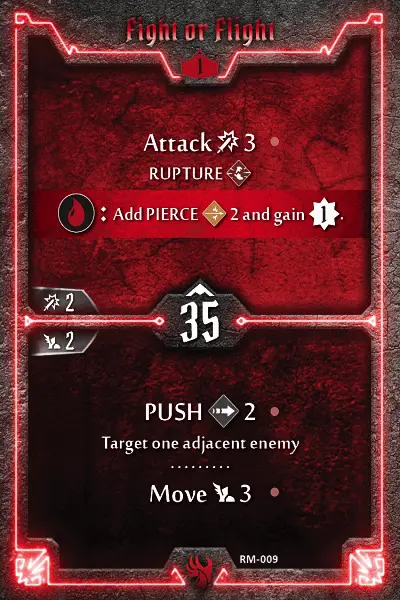 Fight or Flight
1
Attack 3
RUPTURE
: Add PIERCE 2 and gain 1.
2
35
2
PUSH 2
Target one adjacent enemy
Move 3
RM-009